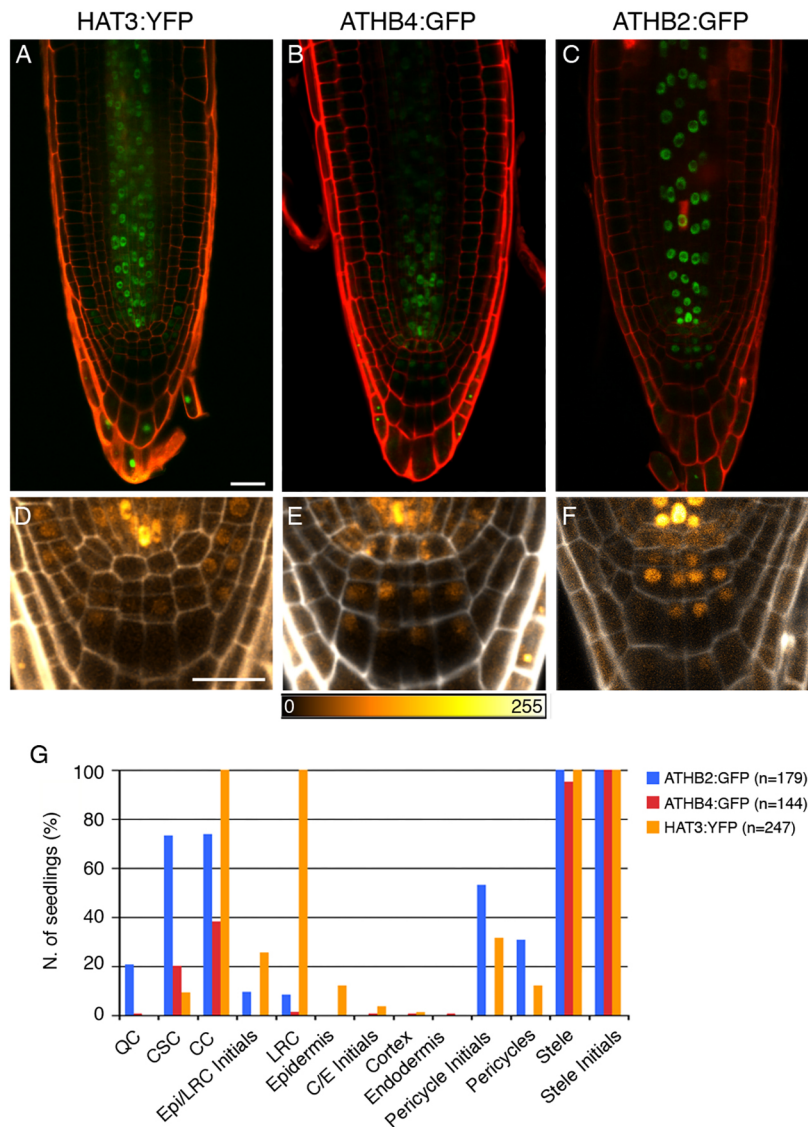 HAT3:YFP
ATHB4:GFP
ATHB2:GFP
A
B
C
D
E
F
0
255
G
100
80
60
40
20
0
N. of seedlings (%)
ATHB2:GFP (n=179)
ATHB4:GFP (n=144)
HAT3:YFP (n=247)
QC
CSC
CC
Epi/LRC Initials
LRC
Epidermis
C/E Initials
Cortex
Endodermis
Pericycle Initials
Pericycles
Stele
Stele Initials